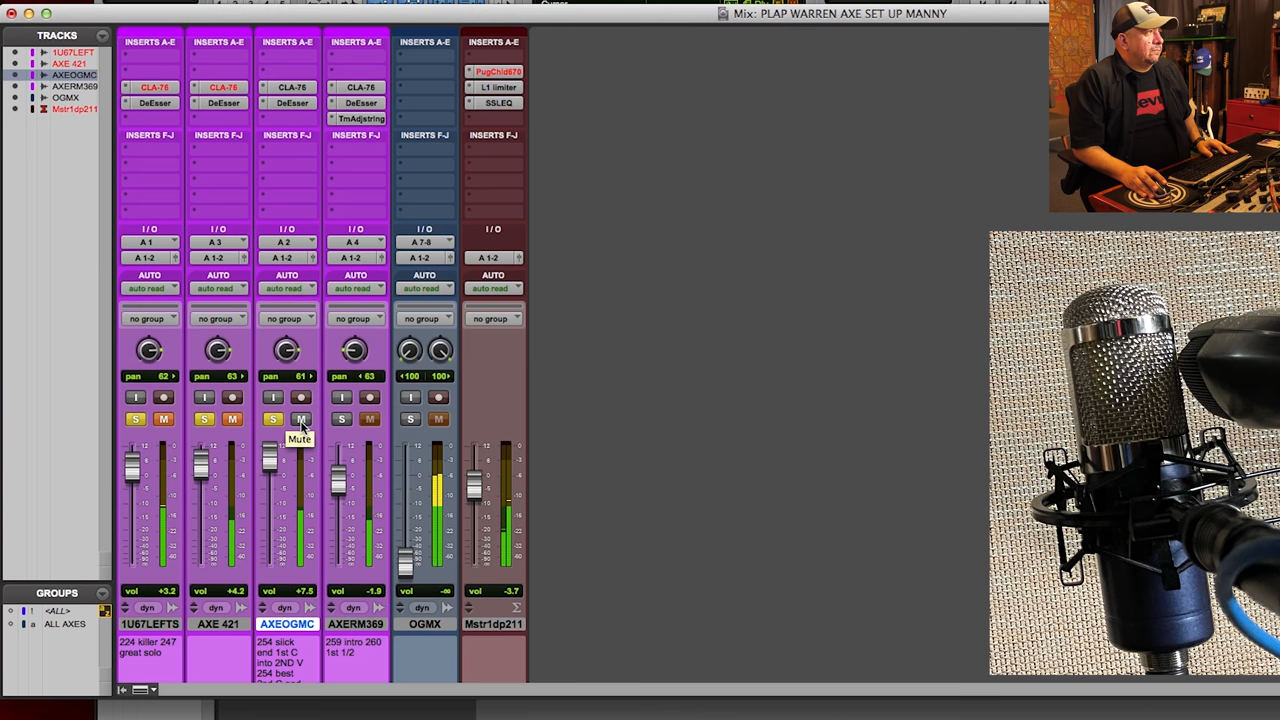 Mix: PLAP WARREN AXE SET UP MANNY
TRACKS
1U67LEFT
AXE 421
AXEOGMC
AXERM369
OGMX
Mstr1dp211
INSERTS A-E INSERTS A-E INSERTS A-E INSERTS A-E INSERTS A-E INSERTS A-E
PugChld670
CLA-76 CLA-76 CLA-76 CLA-76 L1 limiter
DeEsser DeEsser DeEsser DeEsser SSLEQ
TmAdjstring
INSERTS F-J INSERTS F-J INSERTS F-J INSERTS F-J INSERTS F-J INSERTS F-J
I / O I / O I / O I / O I / O I / O
A 1 A 3 A 2 A 4 A 7-8
A 1-2 A 1-2 A 1-2 A 1-2 A 1-2 A 1-2
AUTO AUTO AUTO AUTO AUTO AUTO
auto read auto read auto read auto read auto read auto read
no group no group no group no group no group no group
pan 62 pan 63 pan 61 pan 63 100 100
I I I I I
S M S M S M S M S M
Mute
vol +3.2 vol +4.2 vol +7.5 vol -1.9 vol -∞ vol -3.7
dyn dyn dyn dyn dyn Σ
1U67LEFTS AXE 421 AXEOGMC AXERM369 OGMX Mstr1dp211
224 killer 247
great solo
254 siick
end 1st C
into 2ND V
254 best
259 intro 260
1st 1/2
GROUPS
! <ALL>
a ALL AXES